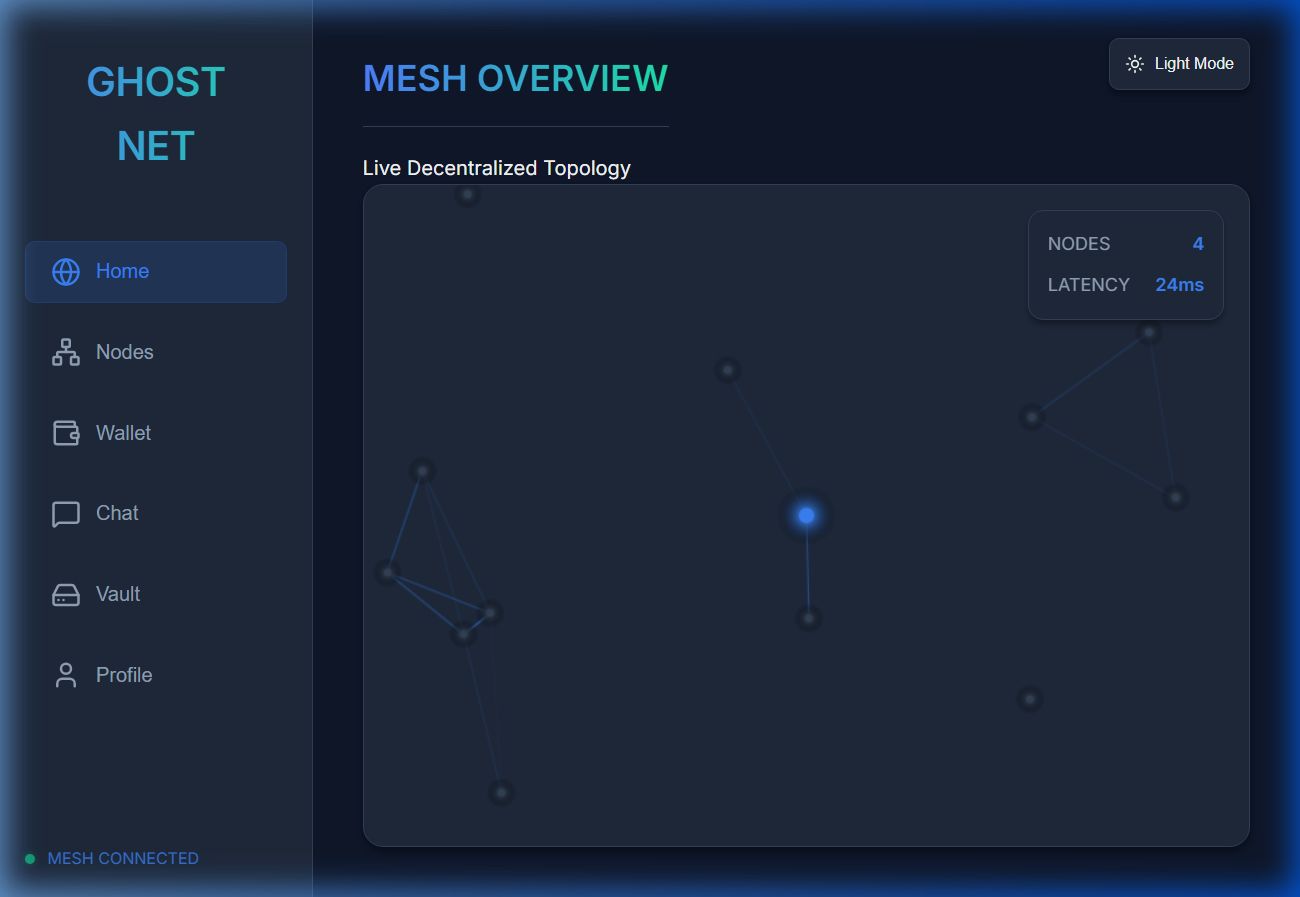 GHOST
NET
Home
Nodes
Wallet
Chat
Vault
Profile
MESH CONNECTED
MESH OVERVIEW
Light Mode
Live Decentralized Topology
NODES 4
LATENCY 24ms